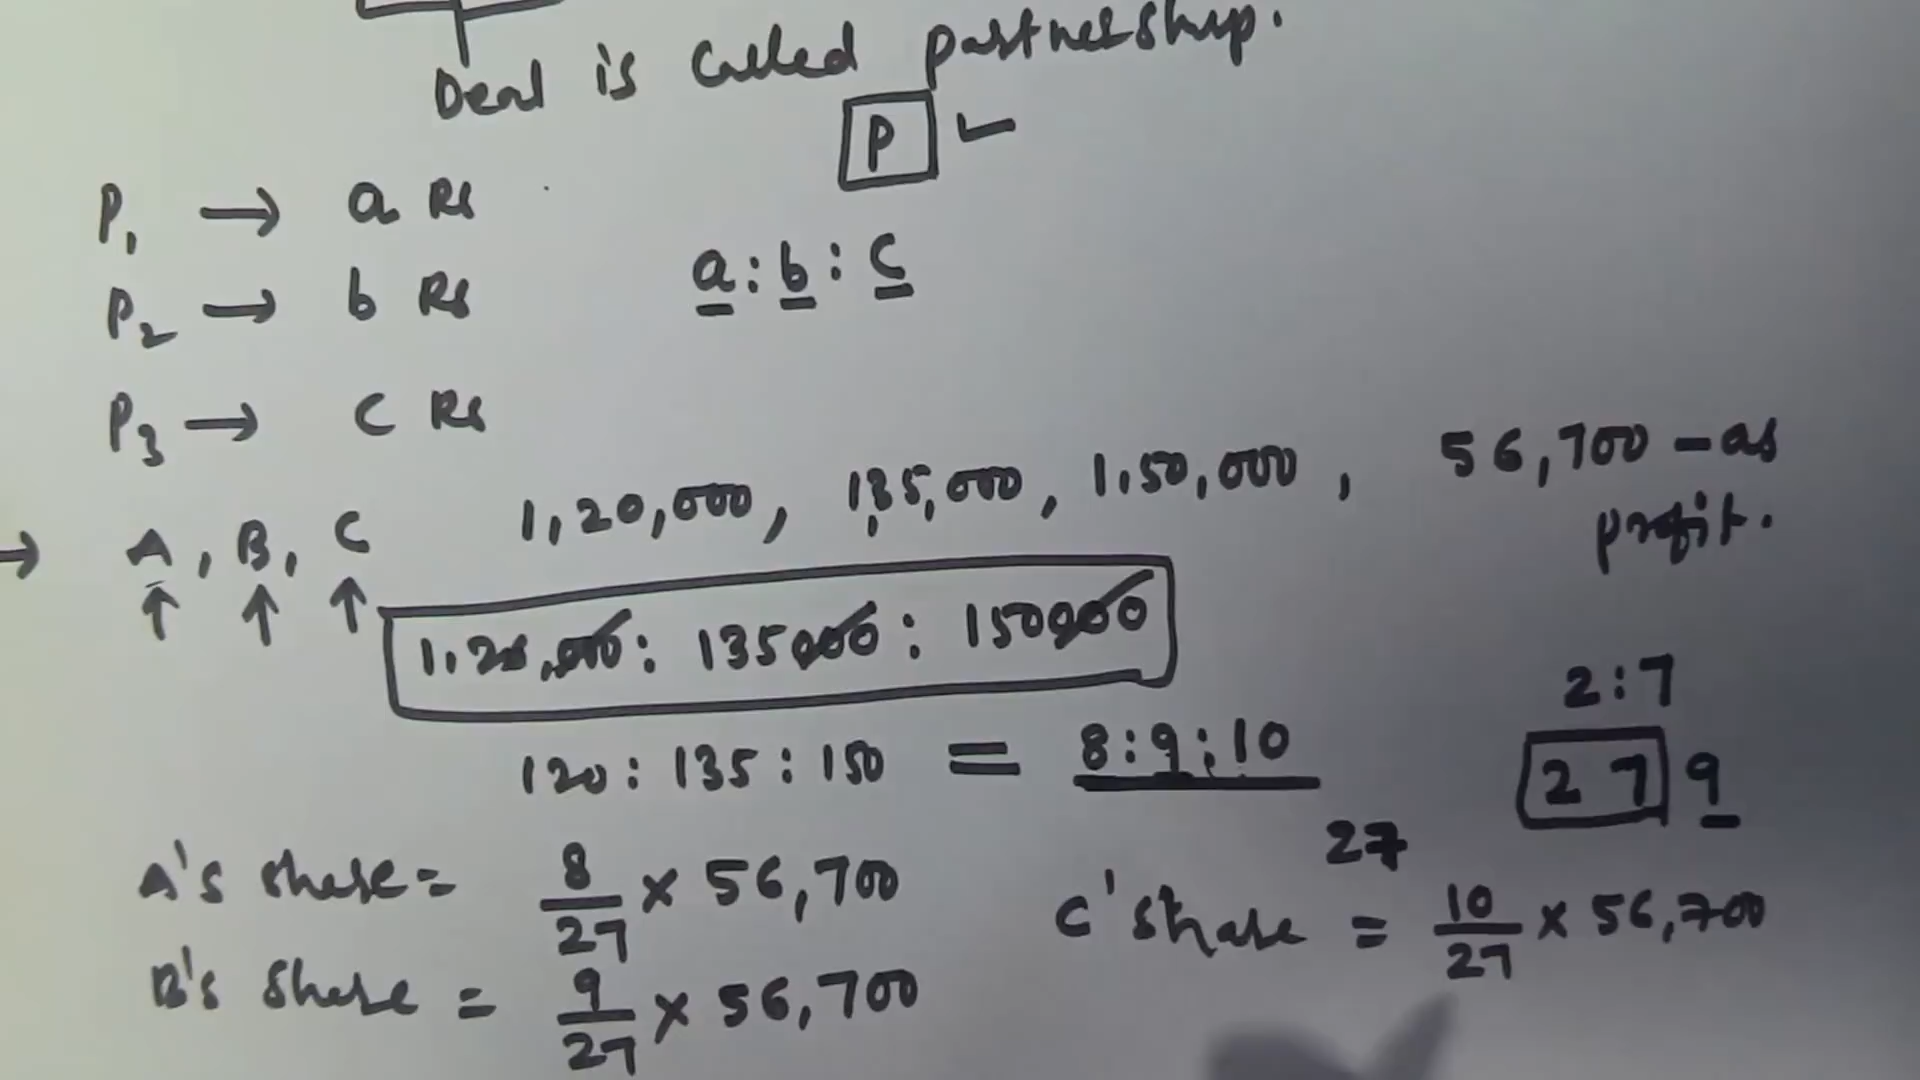 Deal is called partnership.
P ✓
P₁ → a Rs
P₂ → b Rs
a : b : c
P₃ → c Rs
→ A, B, C 1,20,000, 135,000, 1,50,000, 56,700 - as
profit.
1,20,000 : 135000 : 150000
2:7
120 : 135 : 150 = 8:9:10
2 7 9
27
A's share = 8/27 × 56,700
C's share = 10/27 × 56,700
B's share = 9/27 × 56,700